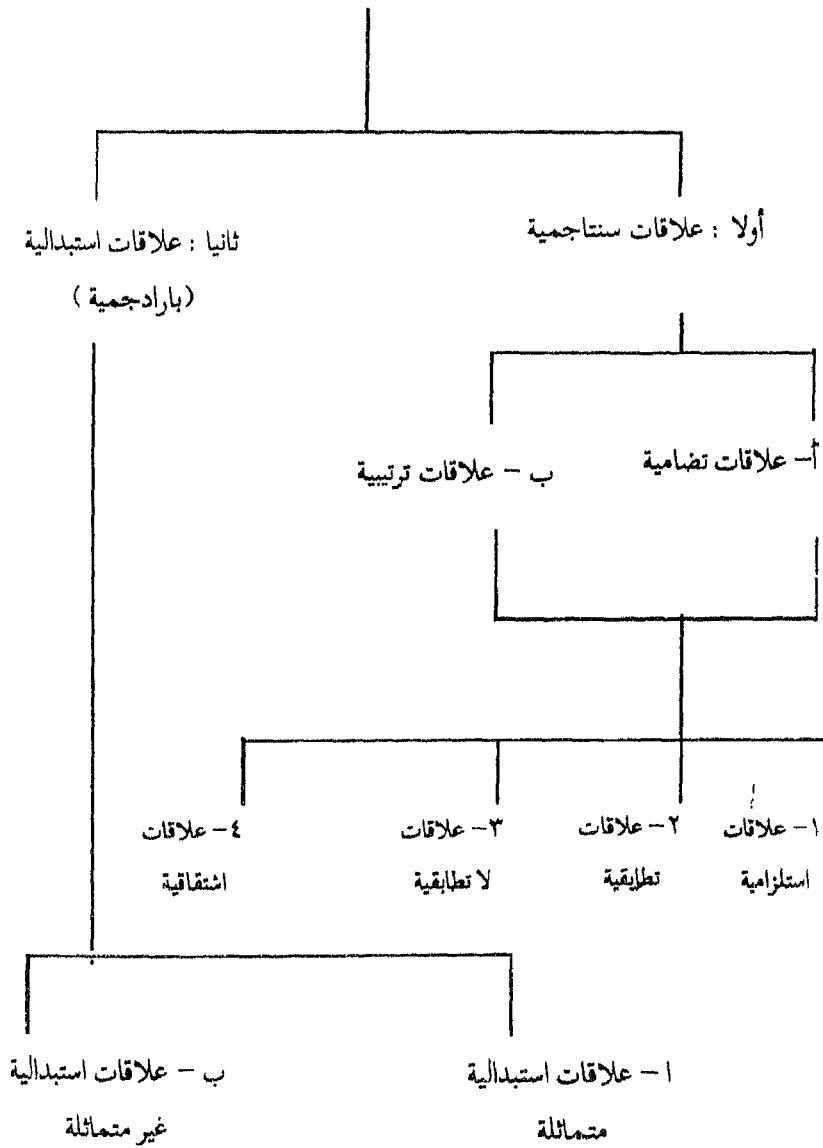 أولا : علاقات سنتاجمية
ثانيا : علاقات استبدالية
(بارادجمية)
أ- علاقات تضامية
ب - علاقات ترتيبية
١- علاقات
استلزامية
٢- علاقات
تطابقية
٣- علاقات
لا تطابقية
٤- علاقات
اشتقاقية
ا - علاقات استبدالية
متماثلة
ب - علاقات استبدالية
غير متماثلة